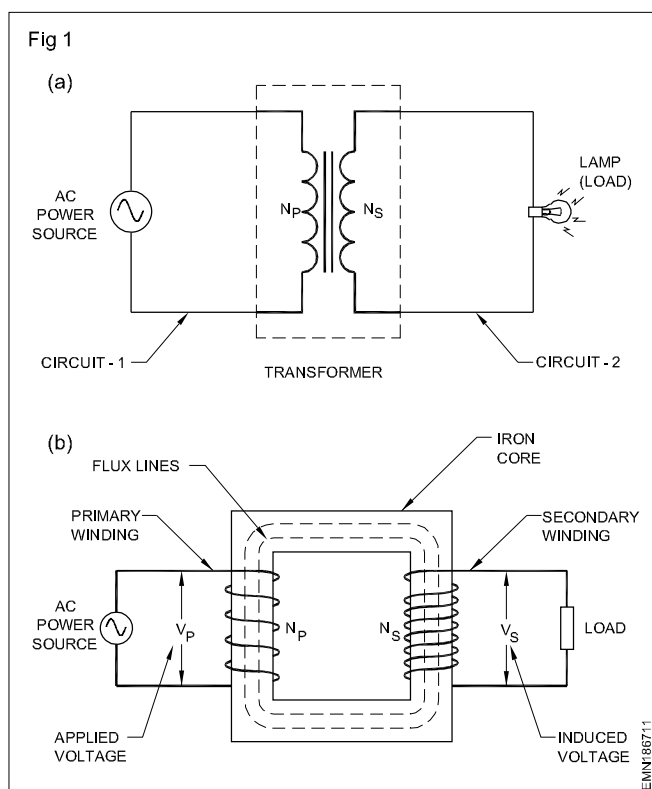 Fig 1
(a)
AC
POWER
SOURCE
NP
NS
LAMP
(LOAD)
CIRCUIT - 1
TRANSFORMER
CIRCUIT - 2
(b)
FLUX LINES
IRON
CORE
PRIMARY
WINDING
SECONDARY
WINDING
AC
POWER
SOURCE
VP
NP
NS
VS
LOAD
APPLIED
VOLTAGE
INDUCED
VOLTAGE
EMN186711